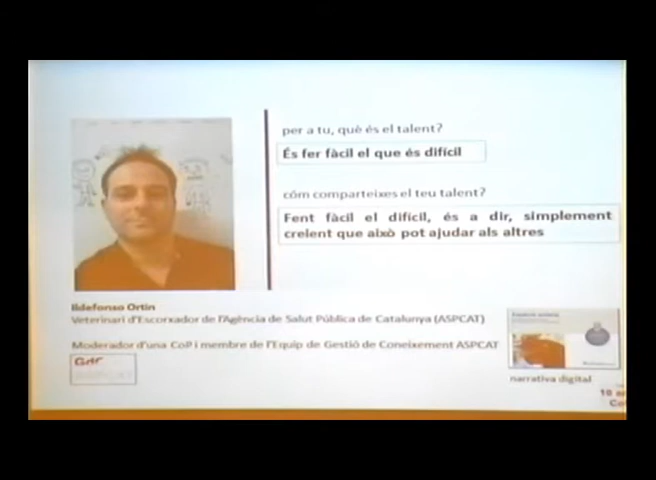 per a tu, què és el talent?
És fer fàcil el que és difícil
cóm comparteixes el teu talent?
Fent fàcil el difícil, és a dir, simplement
creient que això pot ajudar als altres
Ildefonso Ortin
Veterinari d'Escorxador de l'Agència de Salut Pública de Catalunya (ASPCAT)
Moderador d'una CoP i membre de l'Equip de Gestió de Coneixement ASPCAT
narrativa digital
10